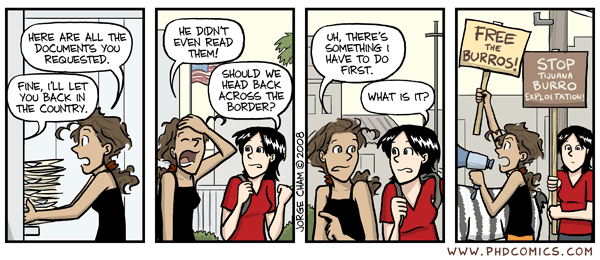 HERE ARE ALL THE
DOCUMENTS YOU
REQUESTED.
FINE, I'LL LET
YOU BACK IN
THE COUNTRY.
HE DIDN'T
EVEN READ
THEM!
SHOULD WE
HEAD BACK
ACROSS THE
BORDER?
JORGE CHAM © 2008
UH, THERE'S
SOMETHING I
HAVE TO DO
FIRST.
WHAT IS IT?
FREE
THE
BURROS!
STOP
TIJUANA
BURRO
EXPLOITATION!
WWW.PHDCOMICS.COM